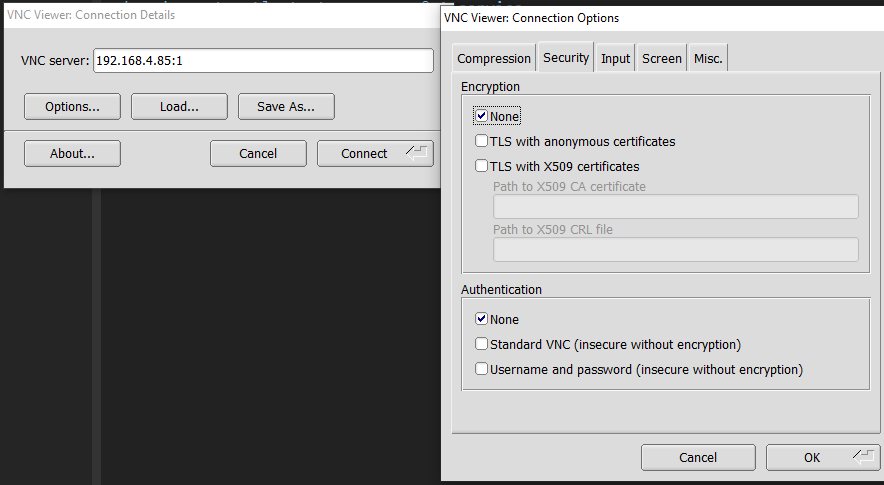 VNC Viewer: Connection Details
VNC server: 192.168.4.85:1
Options... Load... Save As...
About... Cancel Connect
VNC Viewer: Connection Options
Compression Security Input Screen Misc.
Encryption
None
TLS with anonymous certificates
TLS with X509 certificates
Path to X509 CA certificate
Path to X509 CRL file
Authentication
None
Standard VNC (insecure without encryption)
Username and password (insecure without encryption)
Cancel OK